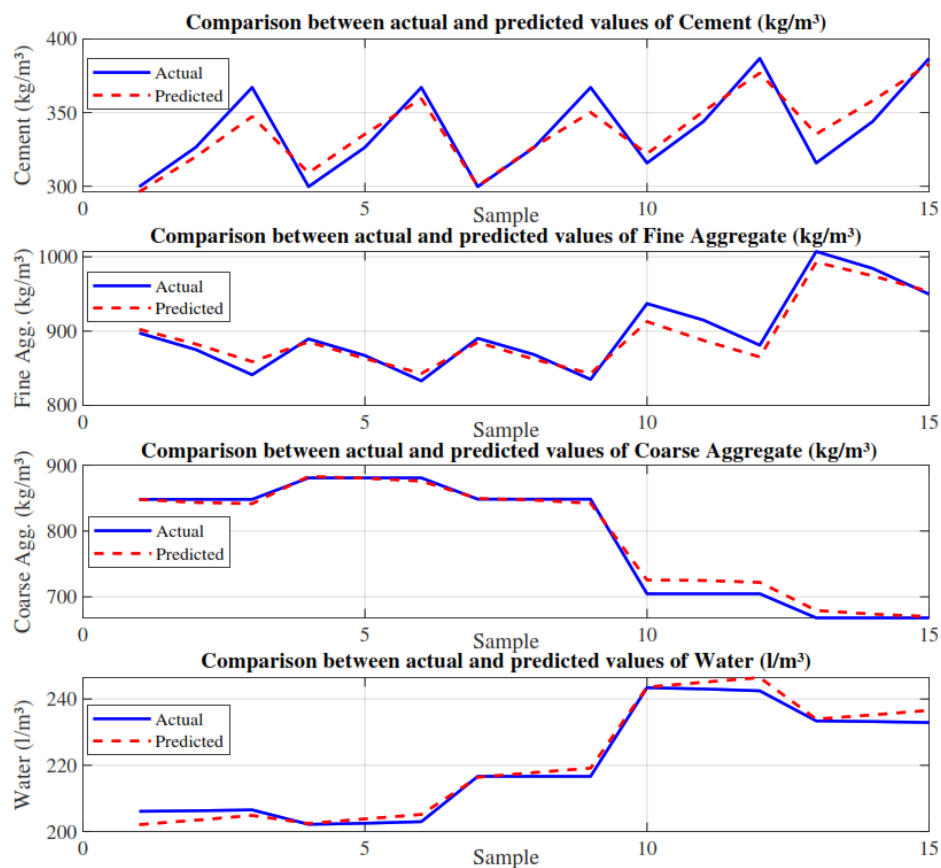 Comparison between actual and predicted values of Cement (kg/m³)
Cement (kg/m³)
400
350
300
Actual
Predicted
0
5
10
15
Sample
Comparison between actual and predicted values of Fine Aggregate (kg/m³)
Fine Agg. (kg/m³)
1000
900
800
Actual
Predicted
0
5
10
15
Sample
Comparison between actual and predicted values of Coarse Aggregate (kg/m³)
Coarse Agg. (kg/m³)
900
800
700
Actual
Predicted
0
5
10
15
Sample
Comparison between actual and predicted values of Water (l/m³)
Water (l/m³)
240
220
200
Actual
Predicted
0
5
10
15
Sample